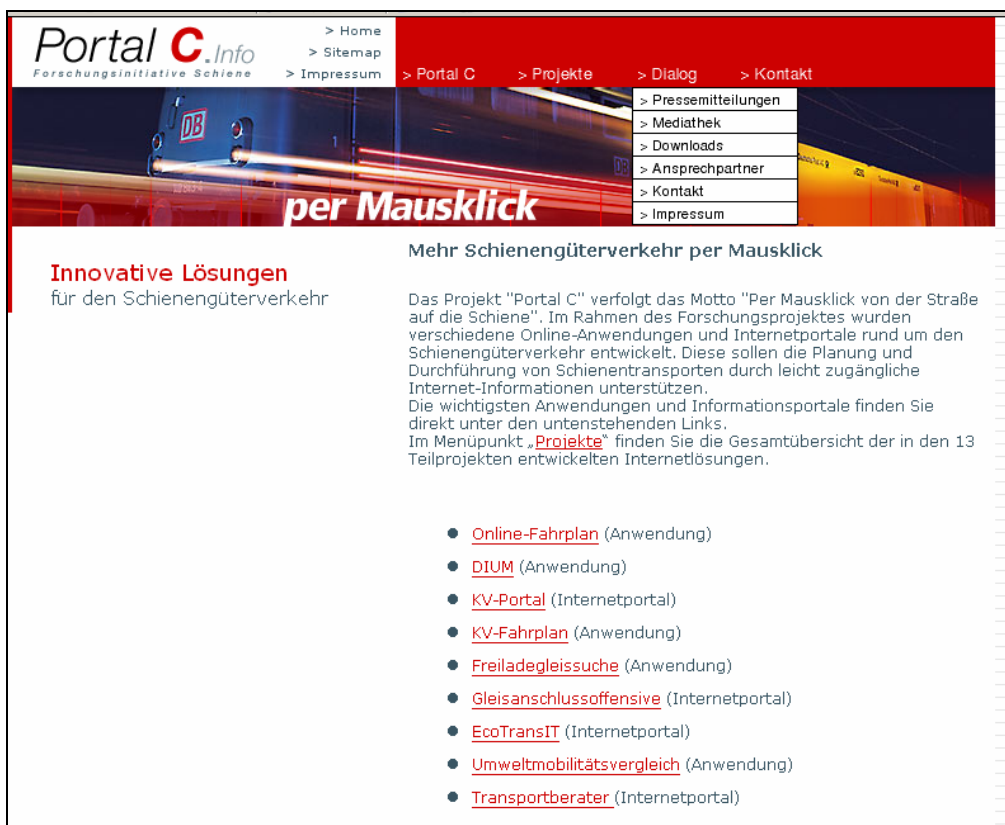 Portal C.Info
Forschungsinitiative Schiene
> Home
> Sitemap
> Impressum
> Portal C > Projekte > Dialog > Kontakt
> Pressemitteilungen
> Mediathek
> Downloads
> Ansprechpartner
> Kontakt
> Impressum
DB
DB
per Mausklick
Innovative Lösungen
für den Schienengüterverkehr
Mehr Schienengüterverkehr per Mausklick
Das Projekt "Portal C" verfolgt das Motto "Per Mausklick von der Straße
auf die Schiene". Im Rahmen des Forschungsprojektes wurden
verschiedene Online-Anwendungen und Internetportale rund um den
Schienengüterverkehr entwickelt. Diese sollen die Planung und
Durchführung von Schienentransporten durch leicht zugängliche
Internet-Informationen unterstützen.
Die wichtigsten Anwendungen und Informationsportale finden Sie
direkt unter den untenstehenden Links.
Im Menüpunkt „Projekte“ finden Sie die Gesamtübersicht der in den 13
Teilprojekten entwickelten Internetlösungen.
● Online-Fahrplan (Anwendung)
● DIUM (Anwendung)
● KV-Portal (Internetportal)
● KV-Fahrplan (Anwendung)
● Freiladegleissuche (Anwendung)
● Gleisanschlussoffensive (Internetportal)
● EcoTransIT (Internetportal)
● Umweltmobilitätsvergleich (Anwendung)
● Transportberater (Internetportal)